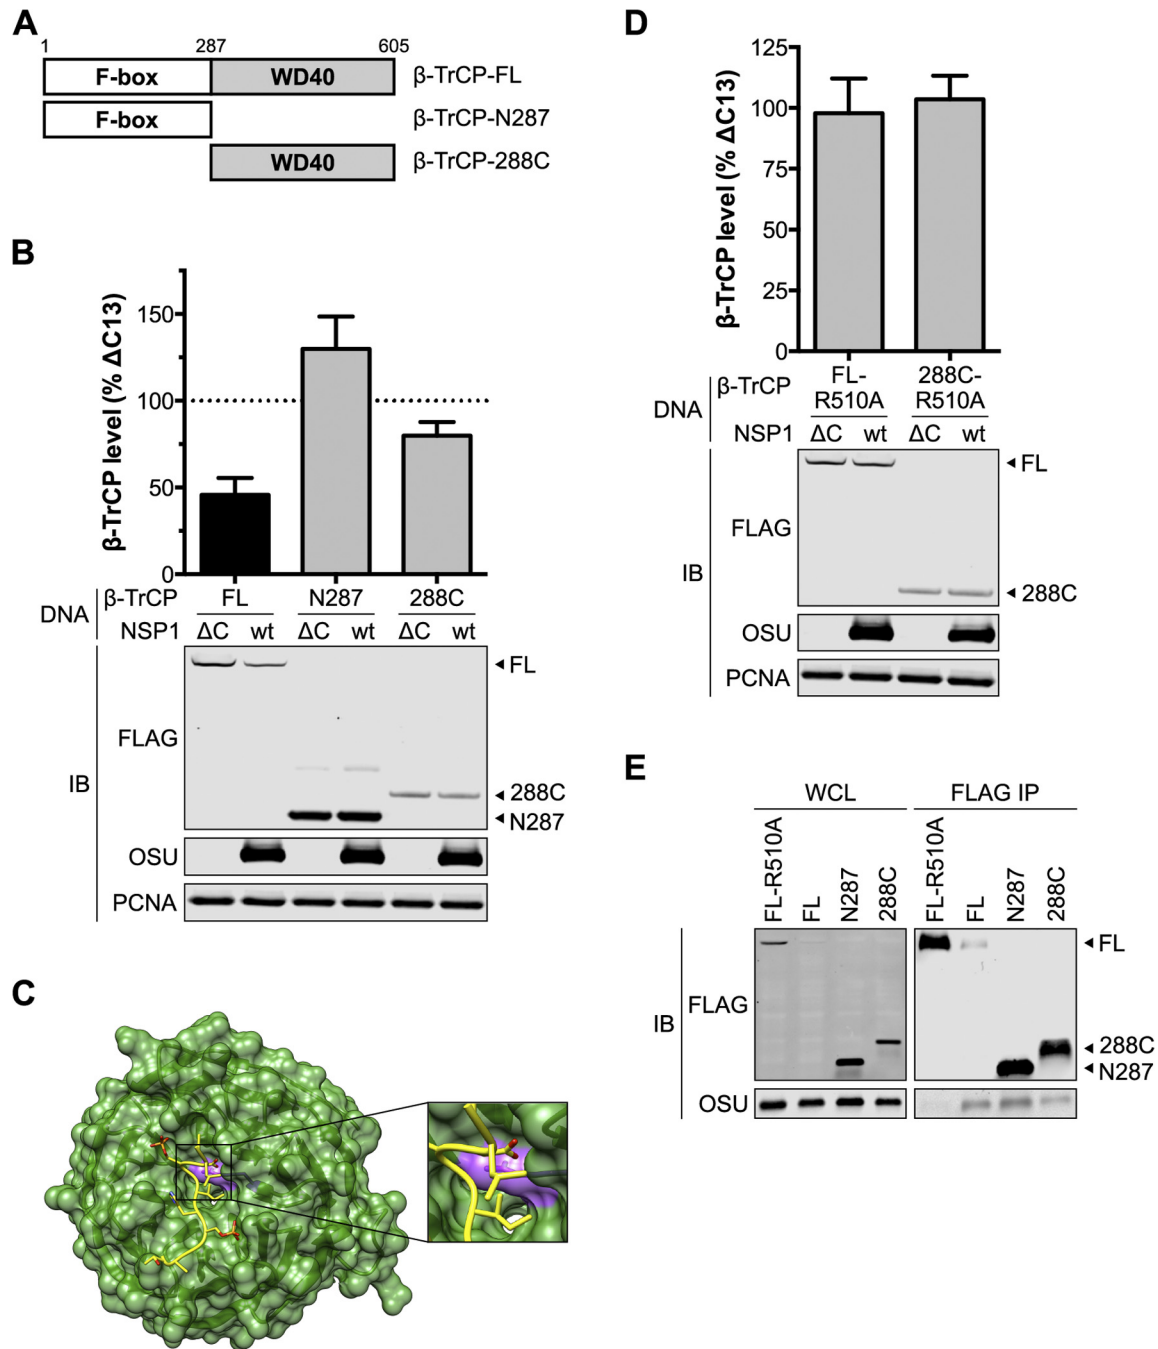 A
1 287 605
F-box WD40 β-TrCP-FL
F-box β-TrCP-N287
WD40 β-TrCP-288C
B
β-TrCP level (% ΔC13)
150
100
50
0
DNA
β-TrCP FL N287 288C
NSP1 ΔC wt ΔC wt ΔC wt
IB
FLAG
FL
288C
N287
OSU
PCNA
C
D
β-TrCP level (% ΔC13)
125
100
75
50
25
0
DNA
β-TrCP FL-R510A 288C-R510A
NSP1 ΔC wt ΔC wt
IB
FLAG
FL
288C
OSU
PCNA
E
WCL FLAG IP
FL-R510A FL N287 288C FL-R510A FL N287 288C
IB
FLAG
FL
288C
N287
OSU